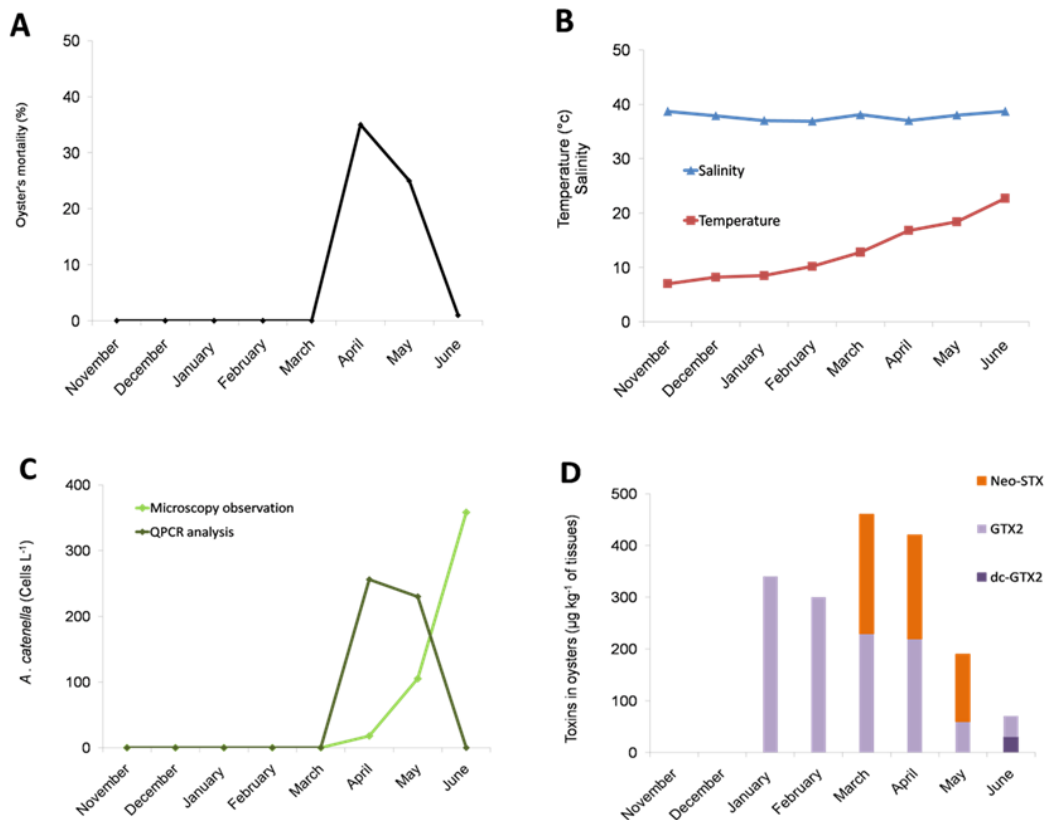 A
Oyster's mortality (%)
50
40
30
20
10
0
November
December
January
February
March
April
May
June
B
Temperature (°c)
Salinity
50
40
30
20
10
0
Salinity
Temperature
November
December
January
February
March
April
May
June
C
A. catenella (Cells L⁻¹)
400
300
200
100
0
Microscopy observation
QPCR analysis
November
December
January
February
March
April
May
June
D
Toxins in oysters (µg kg⁻¹ of tissues)
500
400
300
200
100
0
Neo-STX
GTX2
dc-GTX2
November
December
January
February
March
April
May
June